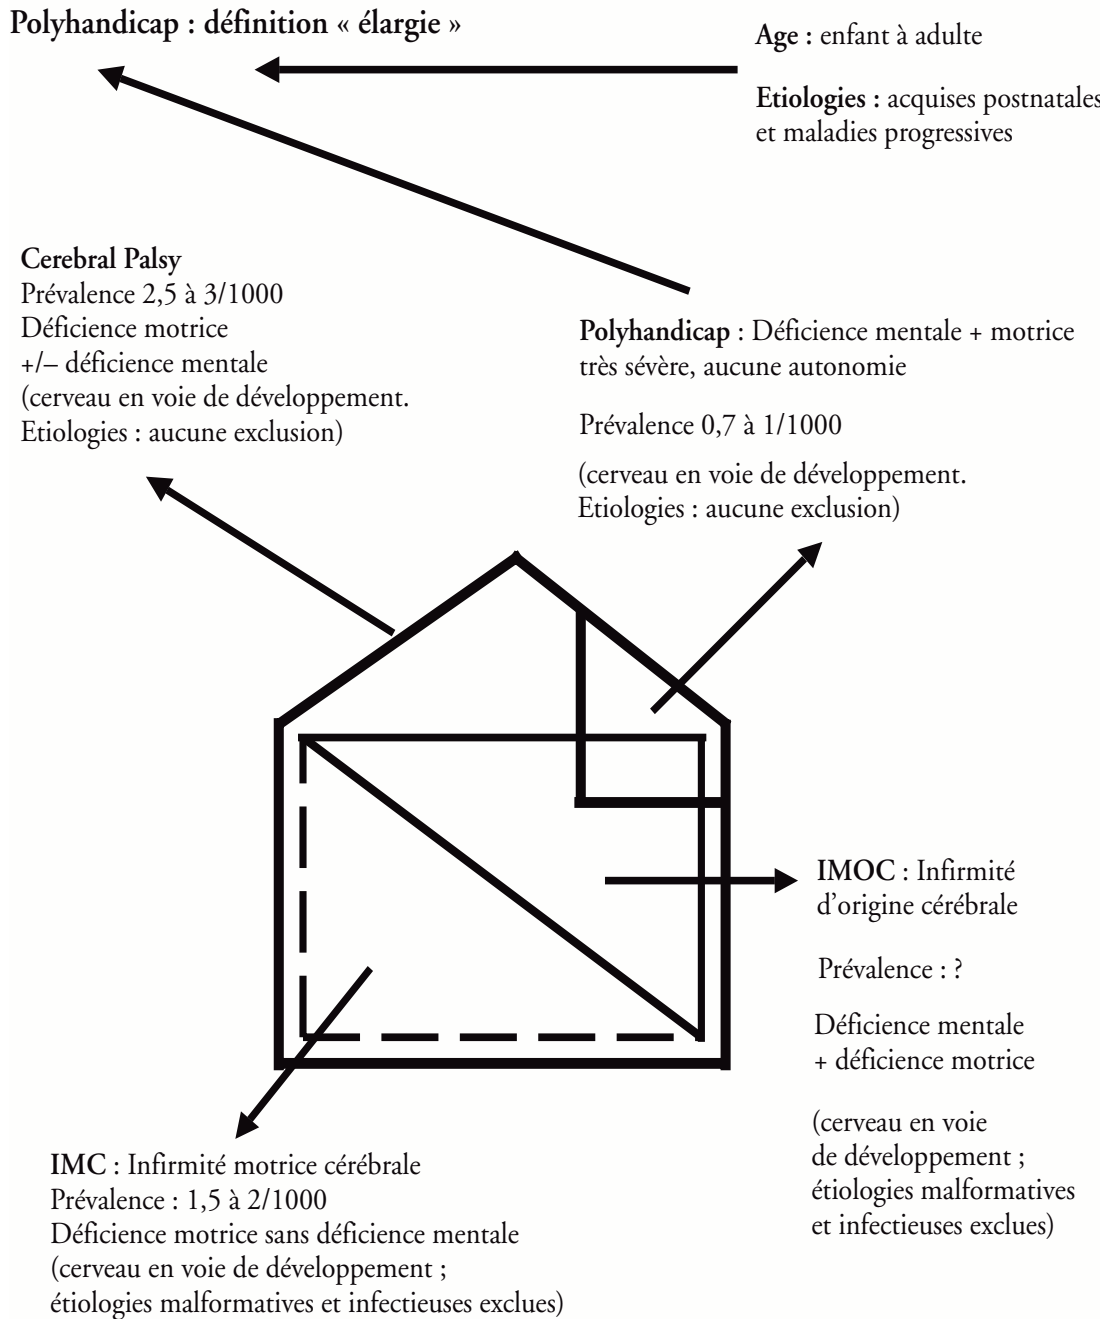 Polyhandicap : définition « élargie »
Age : enfant à adulte
Etiologies : acquises postnatales
et maladies progressives
Cerebral Palsy
Prévalence 2,5 à 3/1000
Déficience motrice
+/– déficience mentale
(cerveau en voie de développement.
Etiologies : aucune exclusion)
Polyhandicap : Déficience mentale + motrice
très sévère, aucune autonomie
Prévalence 0,7 à 1/1000
(cerveau en voie de développement.
Etiologies : aucune exclusion)
IMOC : Infirmité
d’origine cérébrale
Prévalence : ?
Déficience mentale
+ déficience motrice
(cerveau en voie
de développement ;
étiologies malformatives
et infectieuses exclues)
IMC : Infirmité motrice cérébrale
Prévalence : 1,5 à 2/1000
Déficience motrice sans déficience mentale
(cerveau en voie de développement ;
étiologies malformatives et infectieuses exclues)